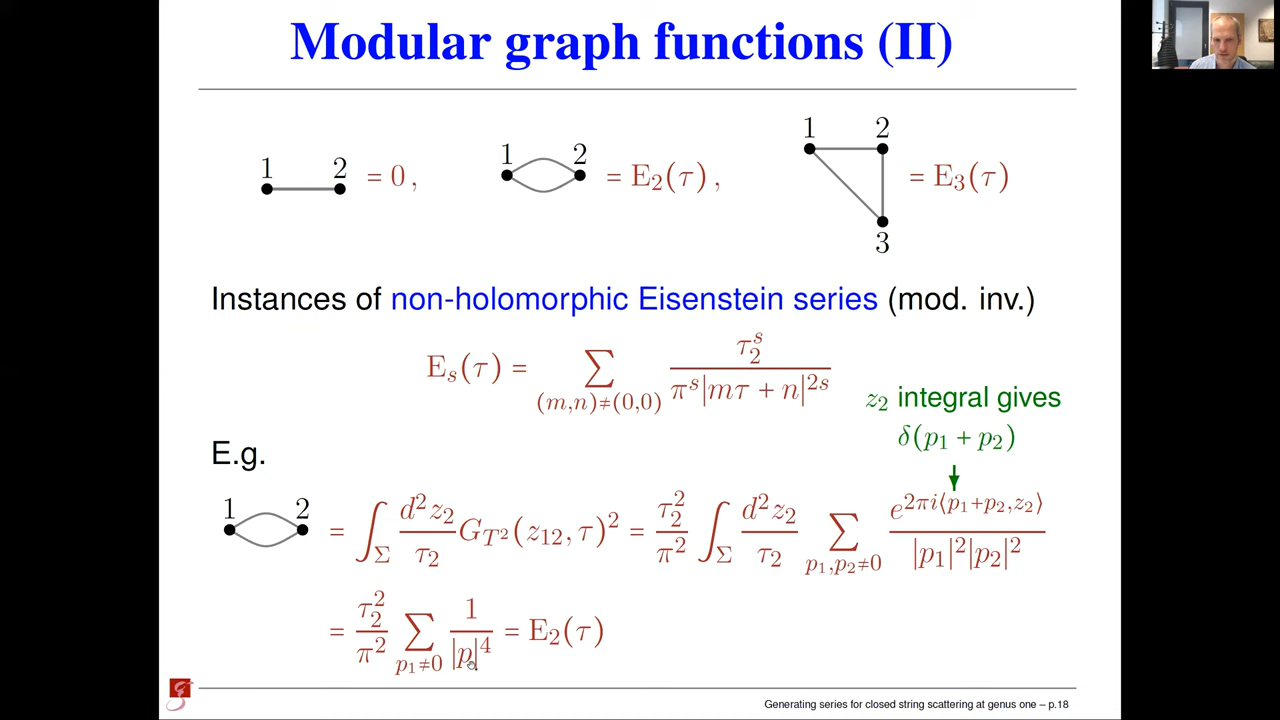 Modular graph functions (II)
1 2 = 0 , 1 2 = E₂(τ) , 1 2 3 = E₃(τ)
Instances of non-holomorphic Eisenstein series (mod. inv.)
Eₛ(τ) = ∑_{(m,n)≠(0,0)} τ₂ˢ / πˢ|mτ + n|²ˢ
z₂ integral gives
δ(p₁ + p₂)
E.g.
1 2 = ∫_Σ d²z₂/τ₂ G_{T²}(z₁₂, τ)² = τ₂²/π² ∫_Σ d²z₂/τ₂ ∑_{p₁,p₂≠0} e^{2πi⟨p₁+p₂,z₂⟩} / |p₁|²|p₂|²
= τ₂²/π² ∑_{p₁≠0} 1/|p|⁴ = E₂(τ)
Generating series for closed string scattering at genus one – p.18